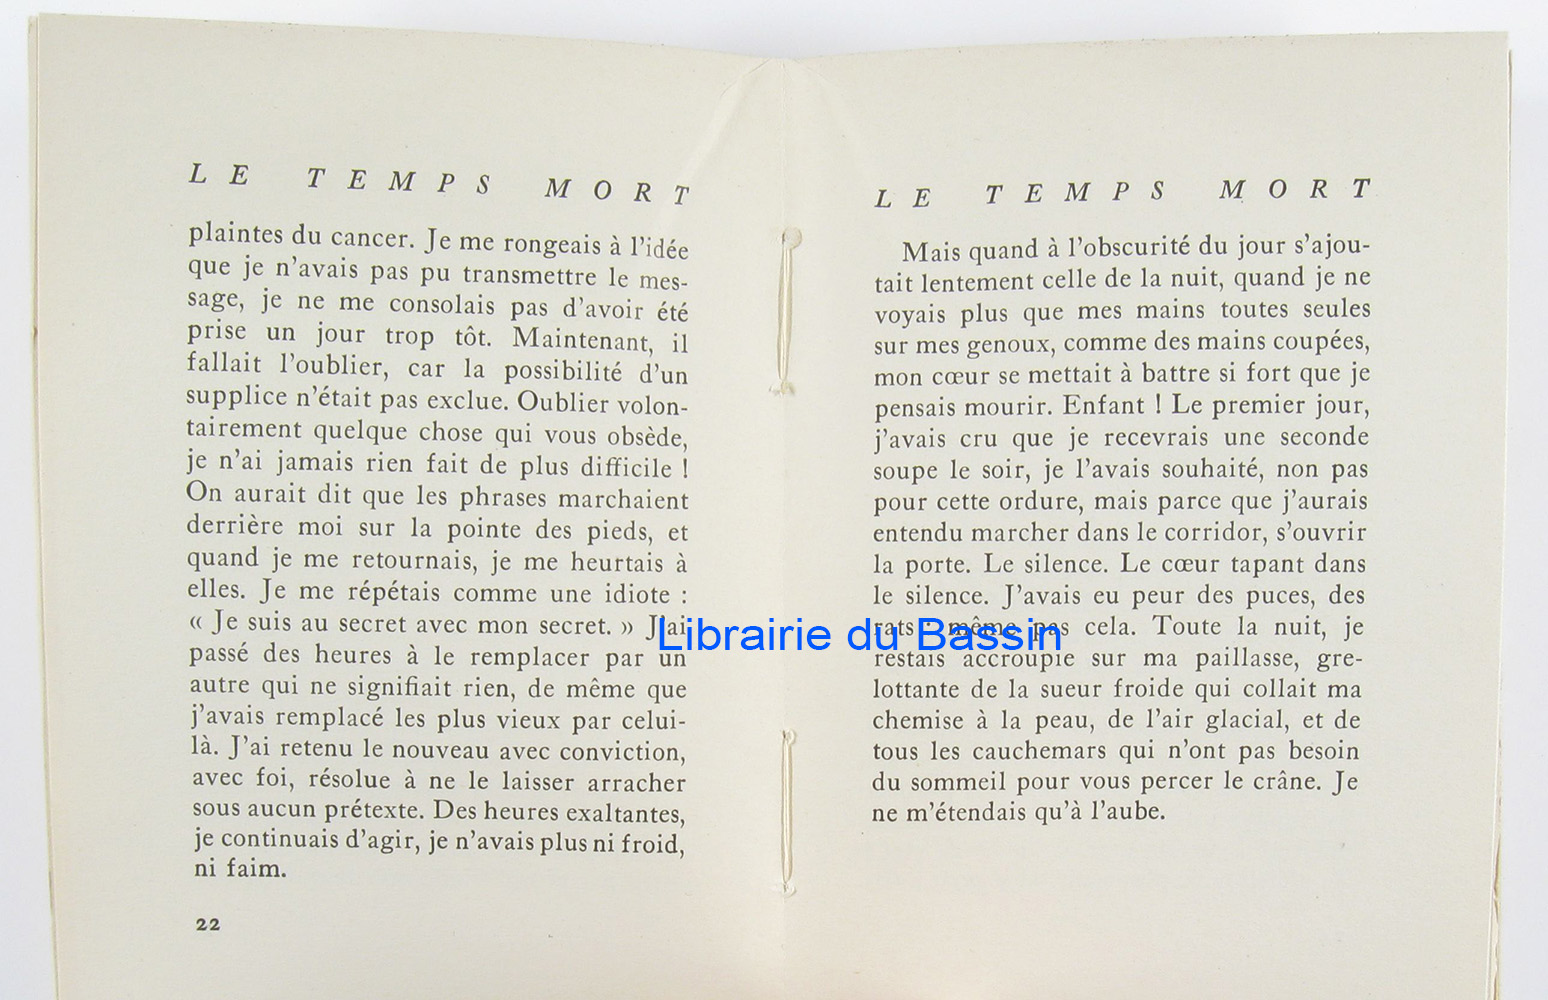 LE TEMPS MORT
plaintes du cancer. Je me rongeais à l'idée
que je n'avais pas pu transmettre le mes-
sage, je ne me consolais pas d'avoir été
prise un jour trop tôt. Maintenant, il
fallait l'oublier, car la possibilité d'un
supplice n'était pas exclue. Oublier volon-
tairement quelque chose qui vous obsède,
je n'ai jamais rien fait de plus difficile !
On aurait dit que les phrases marchaient
derrière moi sur la pointe des pieds, et
quand je me retournais, je me heurtais à
elles. Je me répétais comme une idiote :
« Je suis au secret avec mon secret. » J'ai
passé des heures à le remplacer par un
autre qui ne signifiait rien, de même que
j'avais remplacé les plus vieux par celui-
là. J'ai retenu le nouveau avec conviction,
avec foi, résolue à ne le laisser arracher
sous aucun prétexte. Des heures exaltantes,
je continuais d'agir, je n'avais plus ni froid,
ni faim.
22
LE TEMPS MORT
Mais quand à l'obscurité du jour s'ajou-
tait lentement celle de la nuit, quand je ne
voyais plus que mes mains toutes seules
sur mes genoux, comme des mains coupées,
mon cœur se mettait à battre si fort que je
pensais mourir. Enfant ! Le premier jour,
j'avais cru que je recevrais une seconde
soupe le soir, je l'avais souhaité, non pas
pour cette ordure, mais parce que j'aurais
entendu marcher dans le corridor, s'ouvrir
la porte. Le silence. Le cœur tapant dans
le silence. J'avais eu peur des puces, des
rats : même pas cela. Toute la nuit, je
restais accroupie sur ma paillasse, gre-
lottante de la sueur froide qui collait ma
chemise à la peau, de l'air glacial, et de
tous les cauchemars qui n'ont pas besoin
du sommeil pour vous percer le crâne. Je
ne m'étendais qu'à l'aube.
Librairie du Bassin